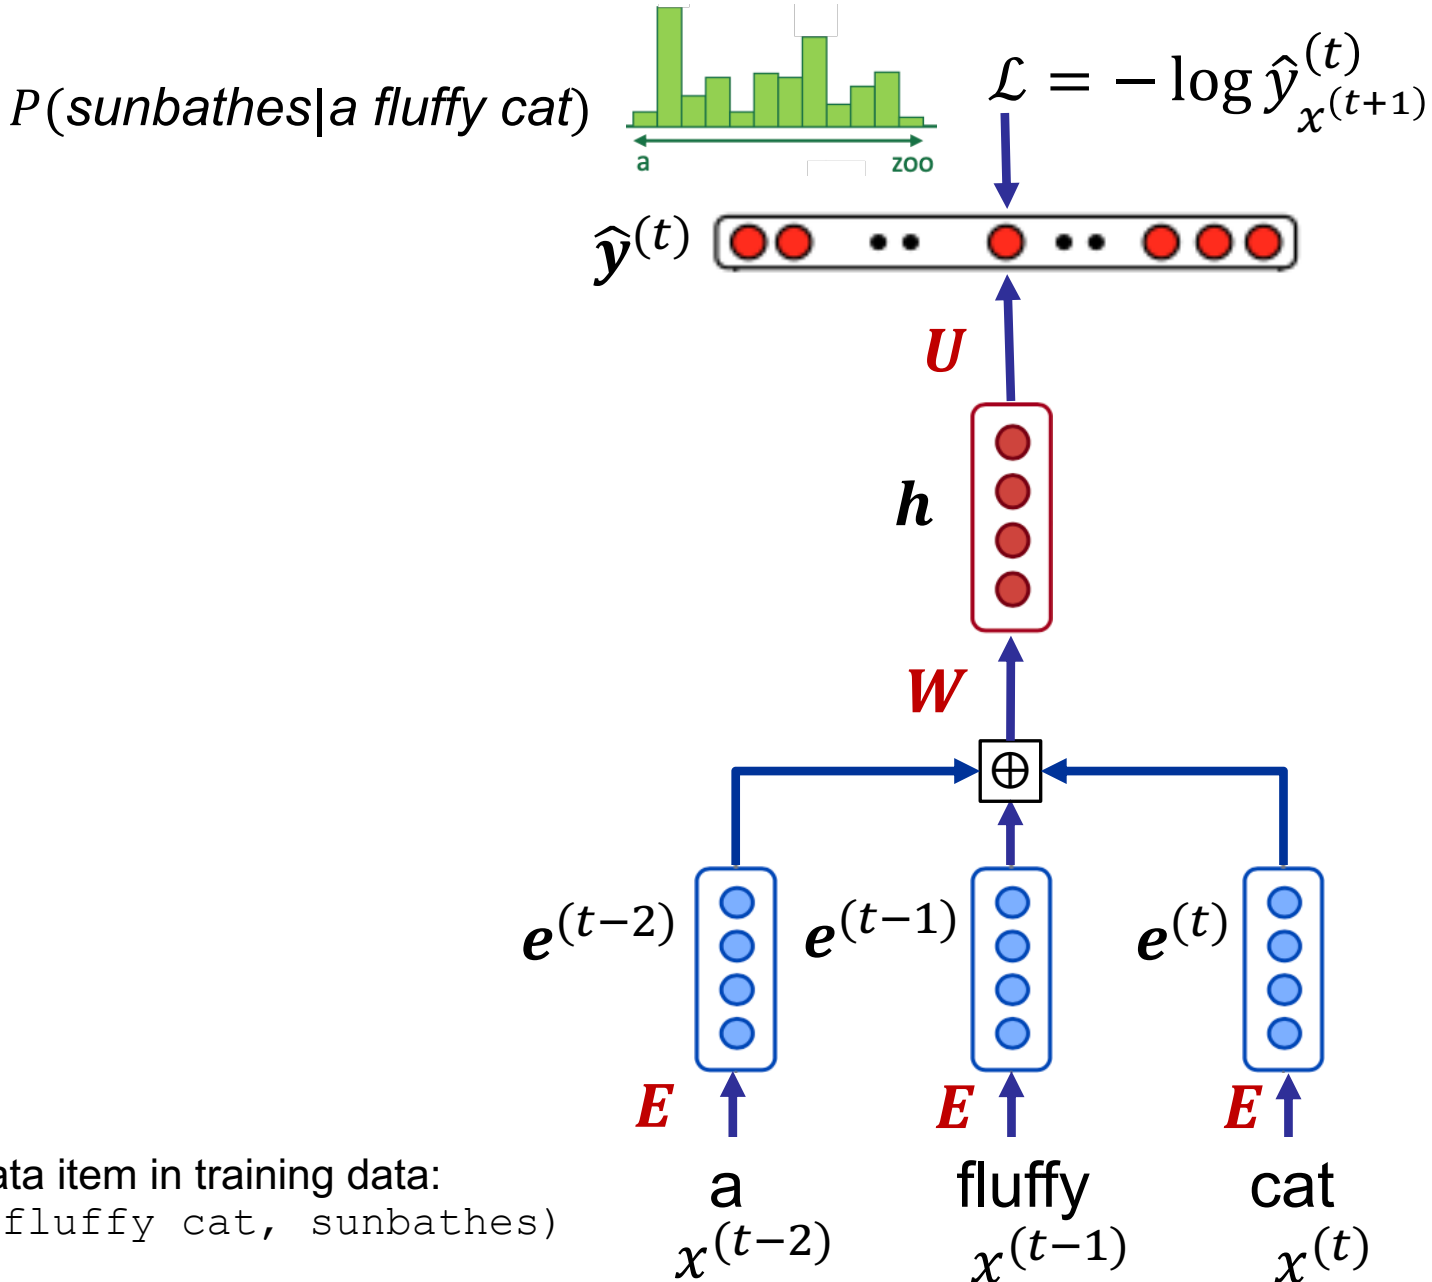 P(sunbathes|a fluffy cat)
ℒ = − log ŷ^{(t)}_{x^{(t+1)}}
a zoo
ŷ^{(t)}
U
h
W
⊕
e^{(t−2)} e^{(t−1)} e^{(t)}
E E E
ata item in training data:
fluffy cat, sunbathes)
a fluffy cat
x^{(t−2)} x^{(t−1)} x^{(t)}